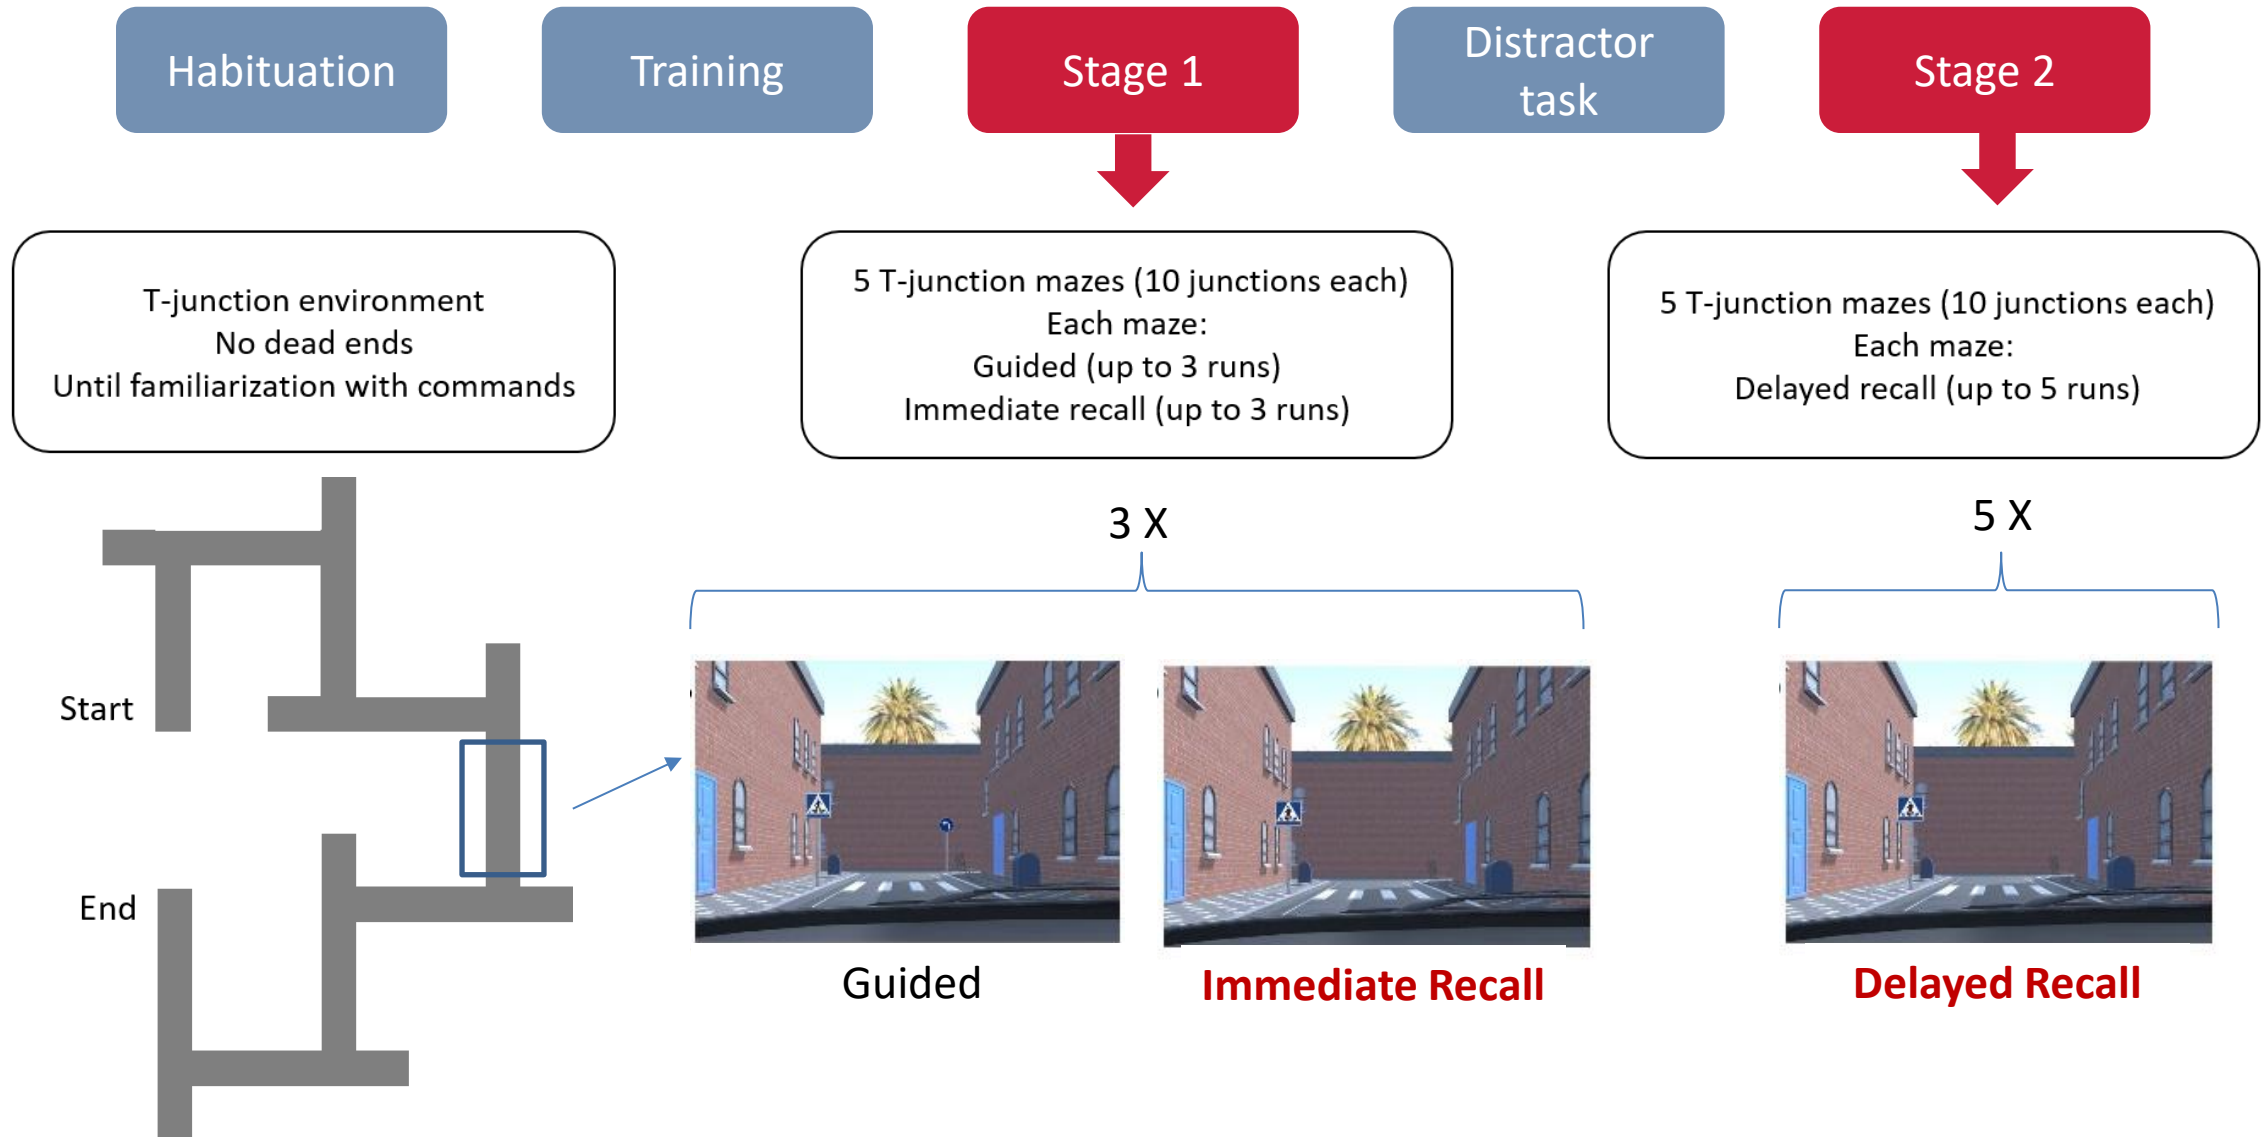 Habituation
Training
Stage 1
Distractor
task
Stage 2
T-junction environment
No dead ends
Until familiarization with commands
5 T-junction mazes (10 junctions each)
Each maze:
Guided (up to 3 runs)
Immediate recall (up to 3 runs)
5 T-junction mazes (10 junctions each)
Each maze:
Delayed recall (up to 5 runs)
3 X
5 X
Start
End
Guided
Immediate Recall
Delayed Recall